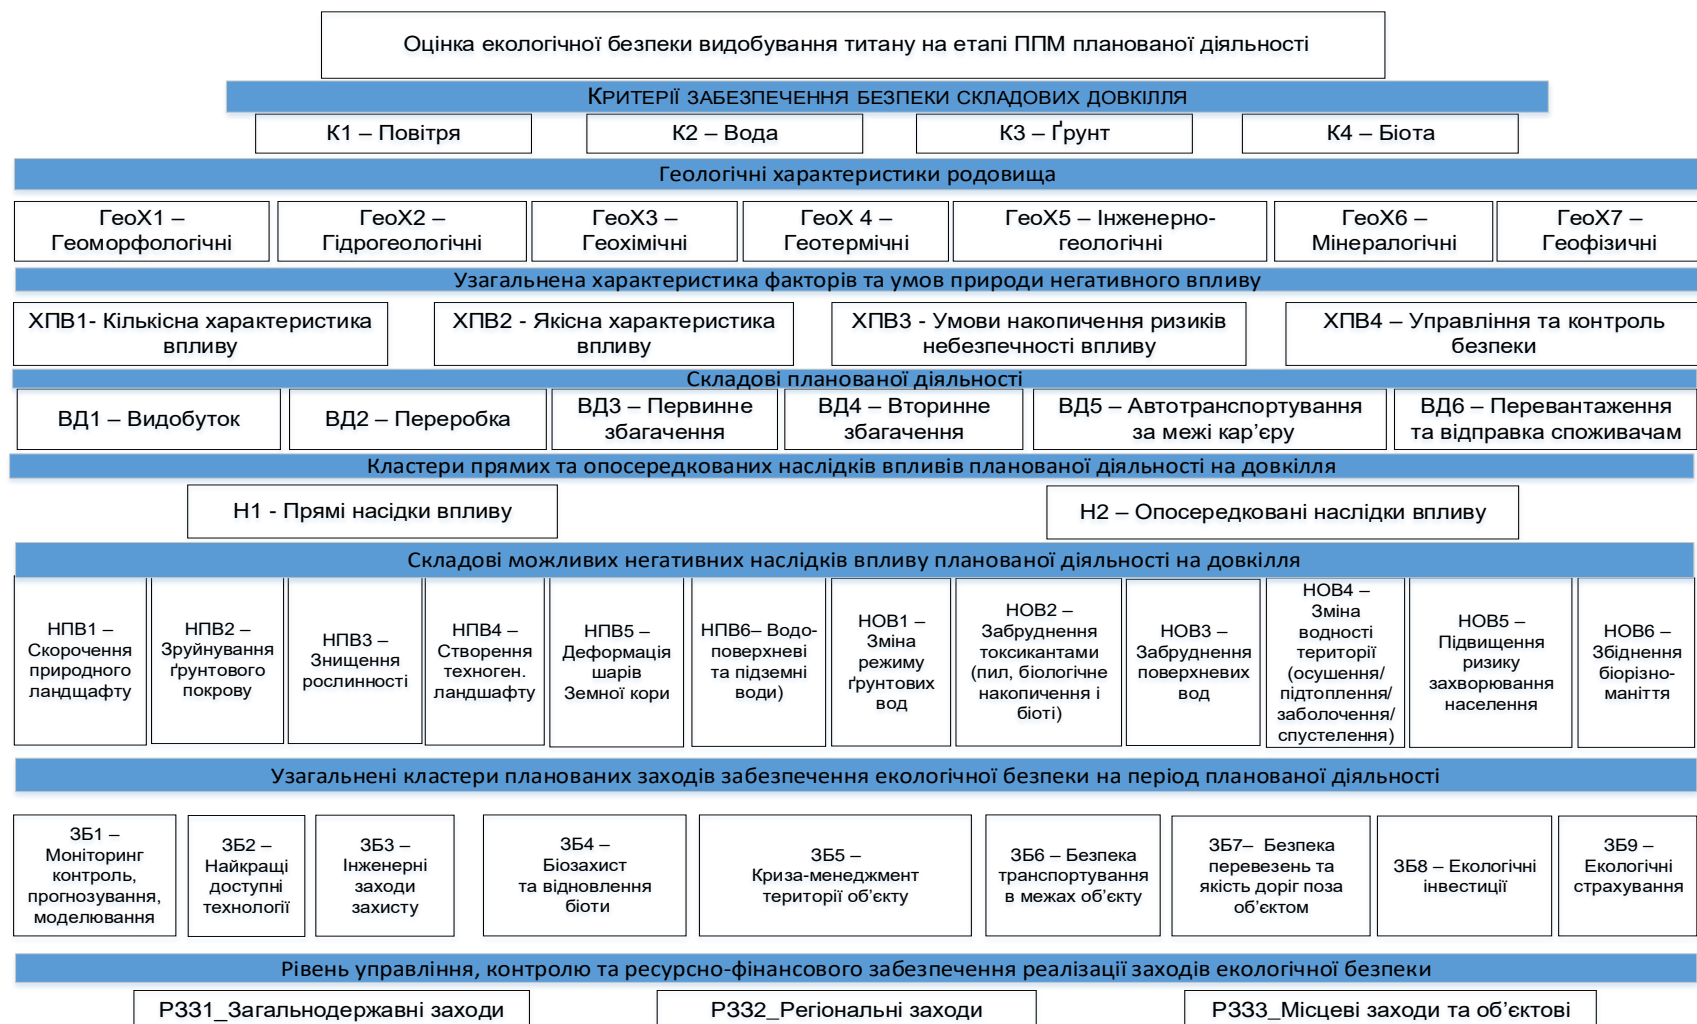 Оцінка екологічної безпеки видобування титану на етапі ППМ планованої діяльності
КРИТЕРІЇ ЗАБЕЗПЕЧЕННЯ БЕЗПЕКИ СКЛАДОВИХ ДОВКІЛЛЯ
К1 – Повітря
К2 – Вода
К3 – Ґрунт
К4 – Біота
Геологічні характеристики родовища
ГеоХ1 –
Геоморфологічні
ГеоХ2 –
Гідрогеологічні
ГеоХ3 –
Геохімічні
ГеоХ 4 –
Геотермічні
ГеоХ5 – Інженерно-
геологічні
ГеоХ6 –
Мінералогічні
ГеоХ7 –
Геофізичні
Узагальнена характеристика факторів та умов природи негативного впливу
ХПВ1- Кількісна характеристика
впливу
ХПВ2 - Якісна характеристика
впливу
ХПВ3 - Умови накопичення ризиків
небезпечності впливу
ХПВ4 – Управління та контроль
безпеки
Складові планованої діяльності
ВД1 – Видобуток
ВД2 – Переробка
ВД3 – Первинне
збагачення
ВД4 – Вторинне
збагачення
ВД5 – Автотранспортування
за межі кар’єру
ВД6 – Перевантаження
та відправка споживачам
Кластери прямих та опосередкованих наслідків впливів планованої діяльності на довкілля
Н1 - Прямі насідки впливу
Н2 – Опосередковані наслідки впливу
Складові можливих негативних наслідків впливу планованої діяльності на довкілля
НПВ1 –
Скорочення
природного
ландщафту
НПВ2 –
Зруйнування
ґрунтового
покрову
НПВ3 –
Знищення
рослинності
НПВ4 –
Створення
техноген.
ландшафту
НПВ5 –
Деформація
шарів
Земної кори
НПВ6– Водо-
поверхневі
та підземні
води)
НОВ1 –
Зміна
режиму
ґрунтових
вод
НОВ2 –
Забруднення
токсикантами
(пил, біологічне
накопичення і
біоті)
НОВ3 –
Забруднення
поверхневих
вод
НОВ4 –
Зміна
водності
території
(осушення/
підтоплення/
заболочення/
спустелення)
НОВ5 –
Підвищення
ризику
захворювання
населення
НОВ6 –
Збіднення
біорізно-
маніття
Узагальнені кластери планованих заходів забезпечення екологічної безпеки на період планованої діяльності
ЗБ1 –
Моніторинг
контроль,
прогнозування,
моделювання
ЗБ2 –
Найкращі
доступні
технології
ЗБ3 –
Інженерні
заходи
захисту
ЗБ4 –
Біозахист
та відновлення
біоти
ЗБ5 –
Криза-менеджмент
території об’єкту
ЗБ6 – Безпека
транспортування
в межах об’єкту
ЗБ7– Безпека
перевезень та
якість доріг поза
об’єктом
ЗБ8 – Екологічні
інвестиції
ЗБ9 –
Екологічні
страхування
Рівень управління, контролю та ресурсно-фінансового забезпечення реалізації заходів екологічної безпеки
РЗЗ1_Загальнодержавні заходи
РЗЗ2_Регіональні заходи
РЗЗ3_Місцеві заходи та об’єктові